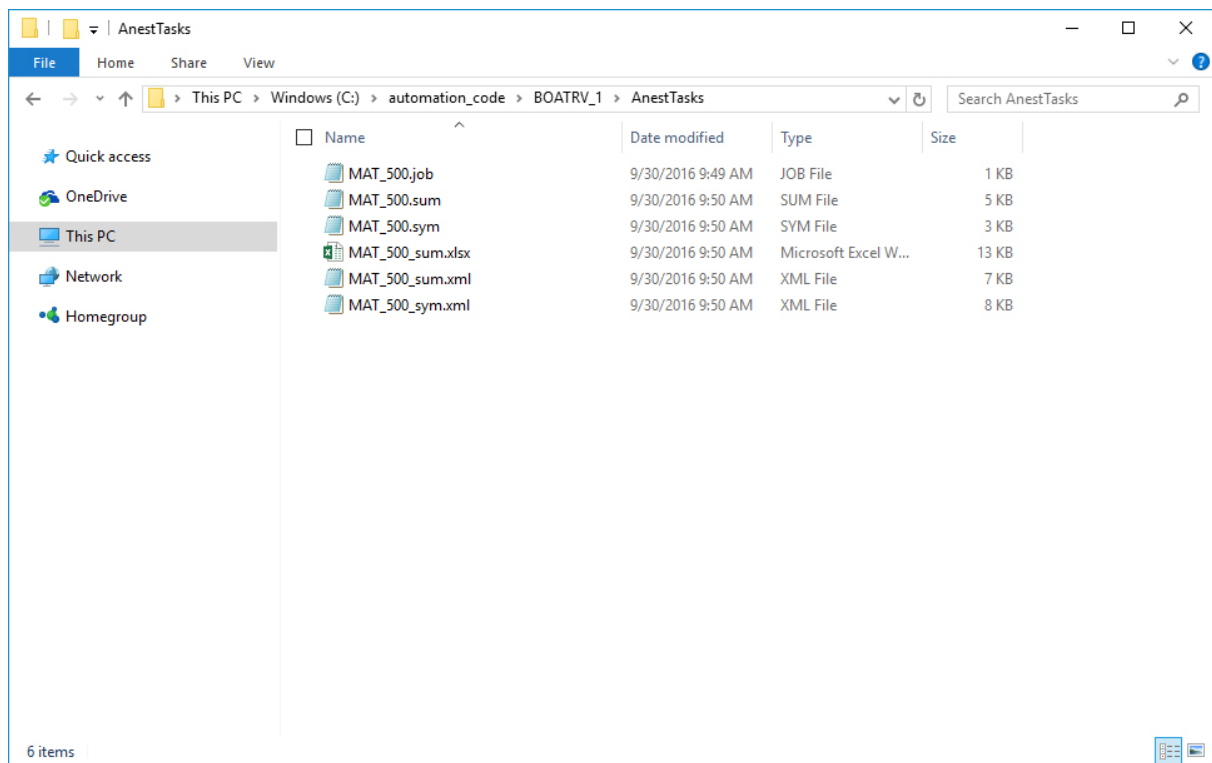 AnestTasks
File Home Share View
This PC Windows (C:) automation_code BOATRV_1 AnestTasks Search AnestTasks
Name Date modified Type Size
Quick access
OneDrive
This PC
Network
Homegroup
MAT_500.job 9/30/2016 9:49 AM JOB File 1 KB
MAT_500.sum 9/30/2016 9:50 AM SUM File 5 KB
MAT_500.sym 9/30/2016 9:50 AM SYM File 3 KB
MAT_500_sum.xlsx 9/30/2016 9:50 AM Microsoft Excel W... 13 KB
MAT_500_sum.xml 9/30/2016 9:50 AM XML File 7 KB
MAT_500_sym.xml 9/30/2016 9:50 AM XML File 8 KB
6 items